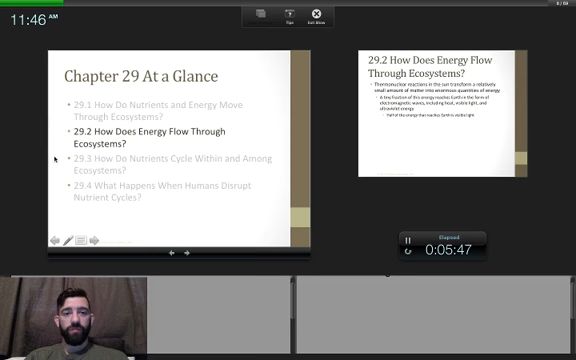 8 / 59
11:46 AM
Tips
Exit Show
Chapter 29 At a Glance
• 29.1 How Do Nutrients and Energy Move
Through Ecosystems?
• 29.2 How Does Energy Flow Through
Ecosystems?
• 29.3 How Do Nutrients Cycle Within and Among
Ecosystems?
• 29.4 What Happens When Humans Disrupt
Nutrient Cycles?
29.2 How Does Energy Flow
Through Ecosystems?
• Thermonuclear reactions in the sun transform a relatively
small amount of matter into enormous quantities of energy
• A tiny fraction of this energy reaches Earth in the form of
electromagnetic waves, including heat, visible light, and
ultraviolet energy
• Half of the energy that reaches Earth is visible light
Elapsed
0:05:47